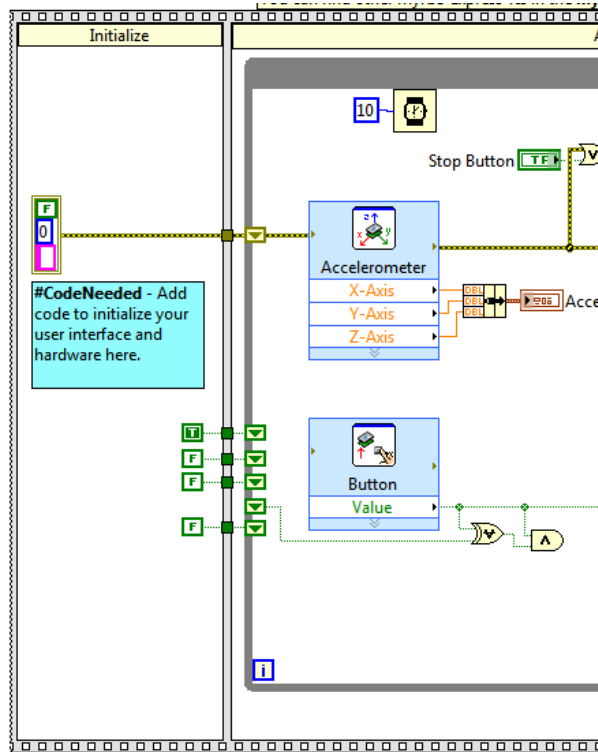 Initialize
10
Stop Button
TF
F
0
Accelerometer
X-Axis
Y-Axis
Z-Axis
DBL
DBL
DBL
Acce
#CodeNeeded - Add
code to initialize your
user interface and
hardware here.
T
F
F
F
Button
Value
i